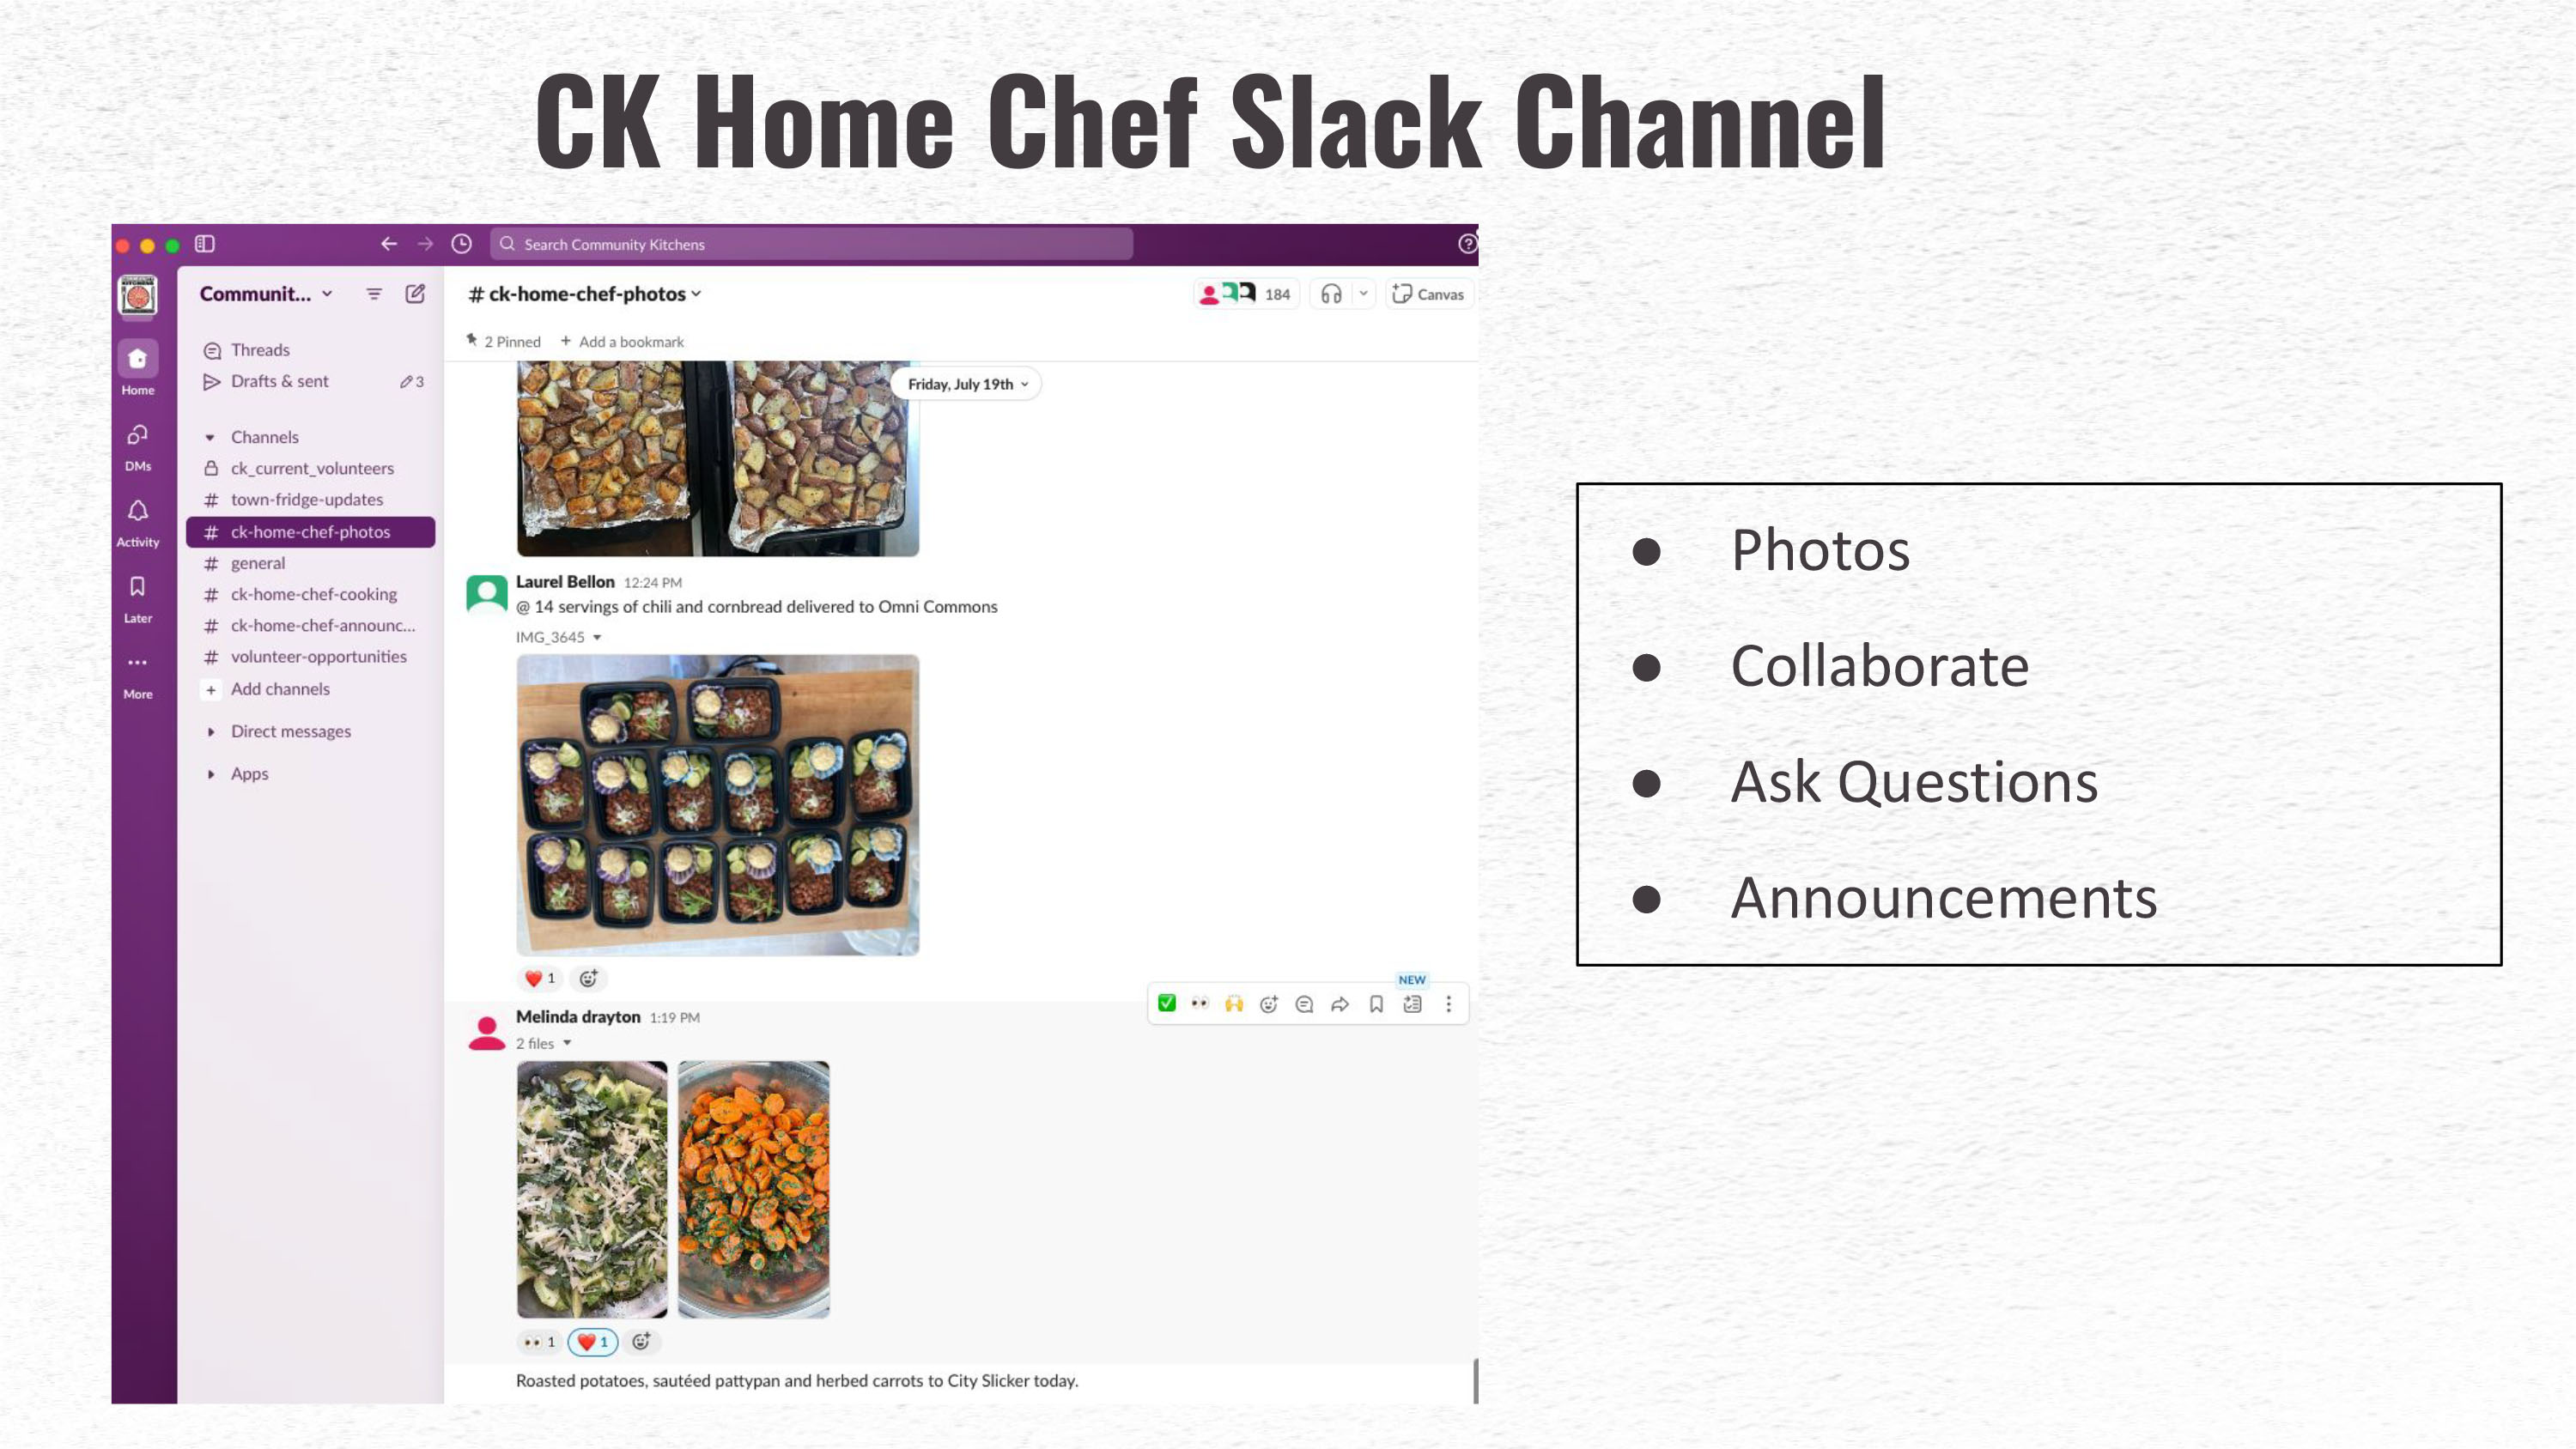 CK Home Chef Slack Channel
Search Community Kitchens
Home
DMs
Activity
Later
More
Communit...
Threads
Drafts & sent 3
Channels
ck_current_volunteers
# town-fridge-updates
# ck-home-chef-photos
# general
# ck-home-chef-cooking
# ck-home-chef-announc...
# volunteer-opportunities
+ Add channels
Direct messages
Apps
# ck-home-chef-photos
184
Canvas
2 Pinned + Add a bookmark
Friday, July 19th
Laurel Bellon 12:24 PM
@ 14 servings of chili and cornbread delivered to Omni Commons
IMG_3645
❤️ 1
NEW
Melinda drayton 1:19 PM
2 files
👀 1 ❤️ 1
Roasted potatoes, sautéed pattypan and herbed carrots to City Slicker today.
● Photos
● Collaborate
● Ask Questions
● Announcements